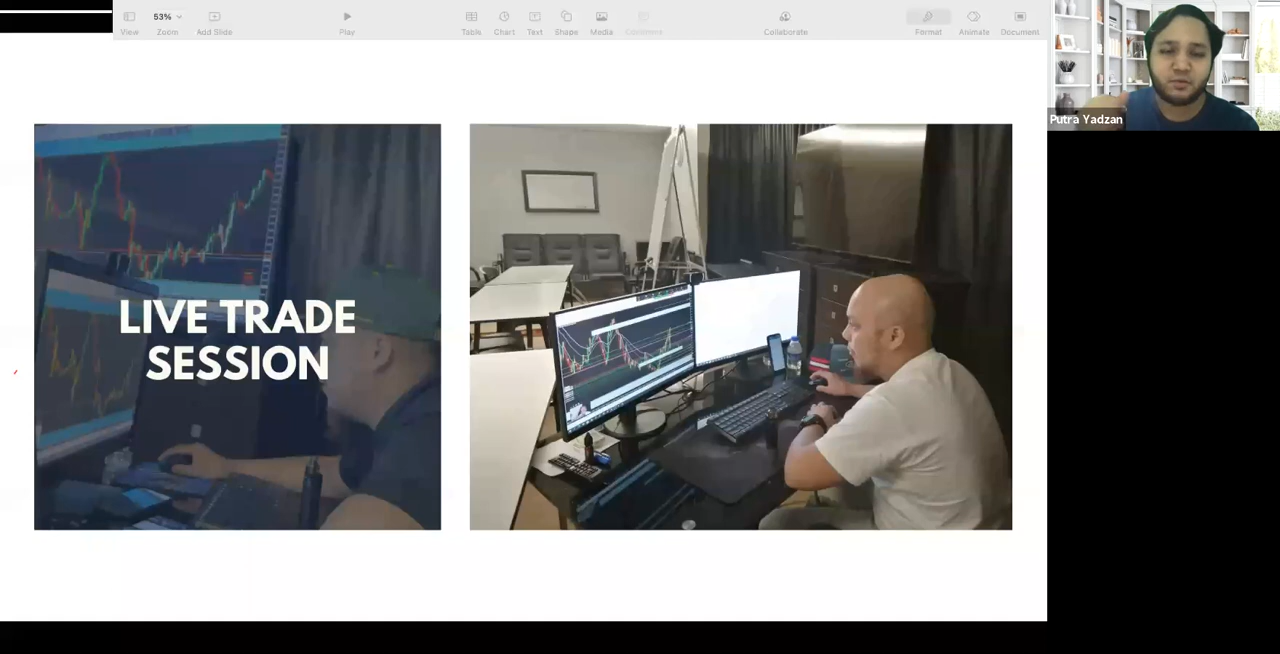 53%
View
Zoom
Add Slide
Play
Table
Chart
Text
Shape
Media
Comment
Collaborate
Format
Animate
Document
Putra Yadzan
LIVE TRADE
SESSION